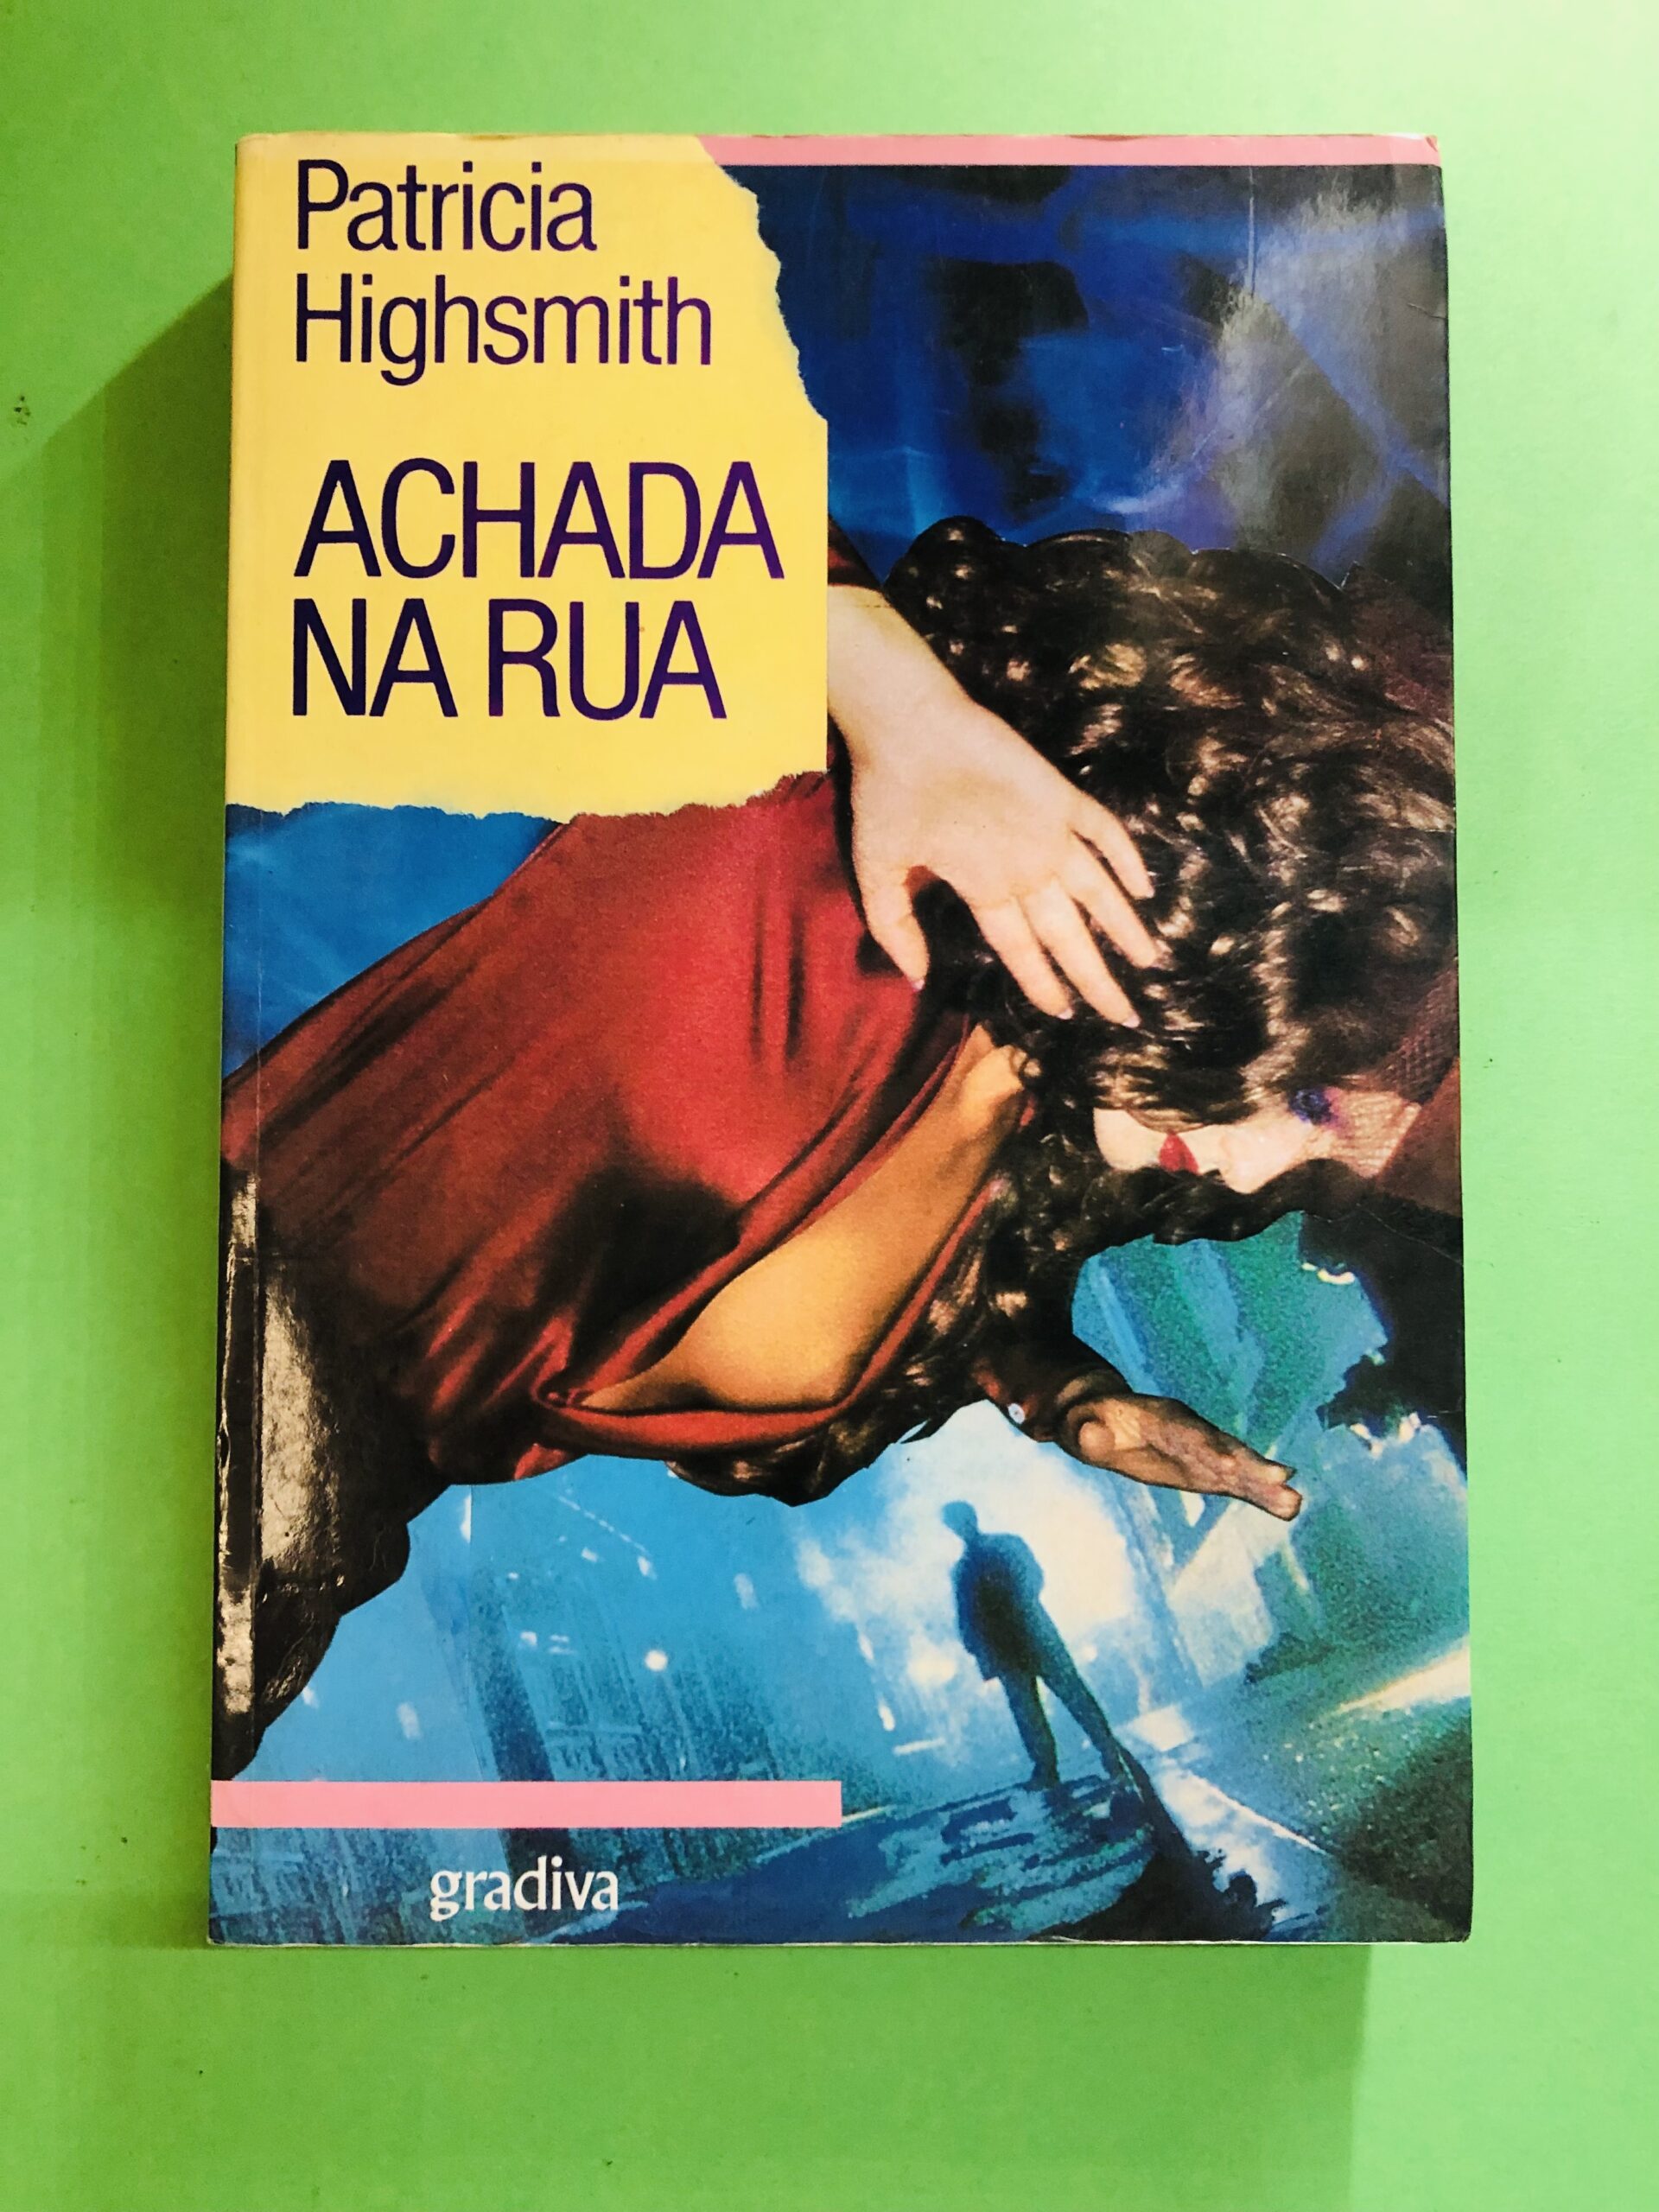 Patricia
Highsmith
ACHADA
NA RUA
gradiva